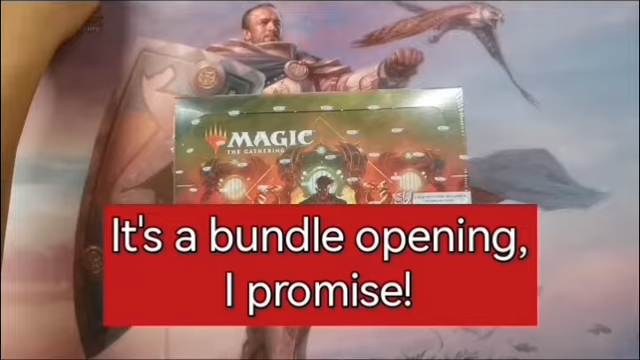 MAGIC
THE GATHERING
It's a bundle opening,
I promise!